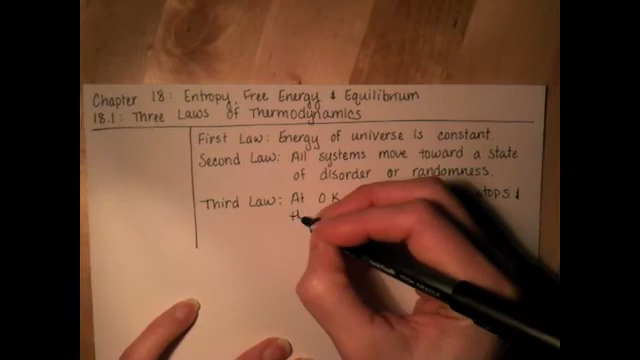 Chapter 18: Entropy, Free Energy & Equilibrium
18.1: Three Laws of Thermodynamics
First Law: Energy of universe is constant.
Second Law: All systems move toward a state
of disorder or randomness.
Third Law: At 0 K stops &
th